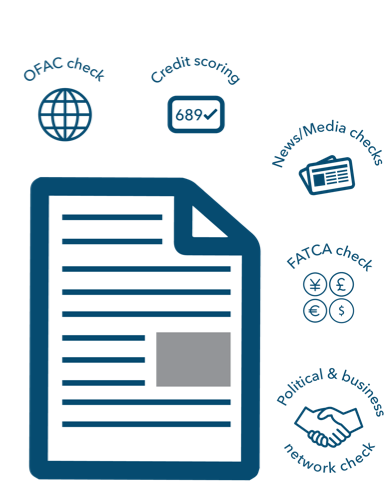 OFAC check
Credit scoring
689✓
News/Media checks
FATCA check
¥ £
€ $
Political & business
network check